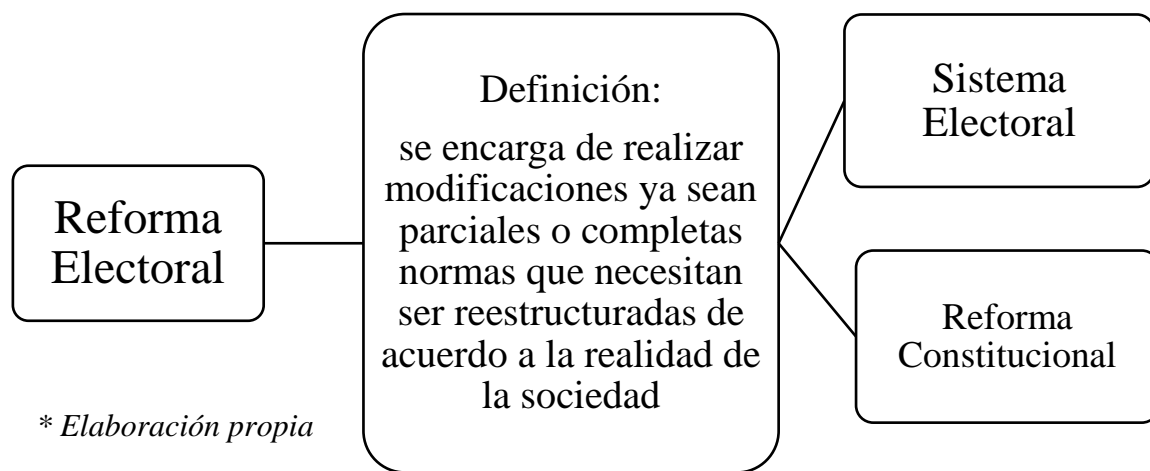 Reforma
Electoral
Definición:
se encarga de realizar
modificaciones ya sean
parciales o completas
normas que necesitan
ser reestructuradas de
acuerdo a la realidad de
la sociedad
Sistema
Electoral
Reforma
Constitucional
* Elaboración propia